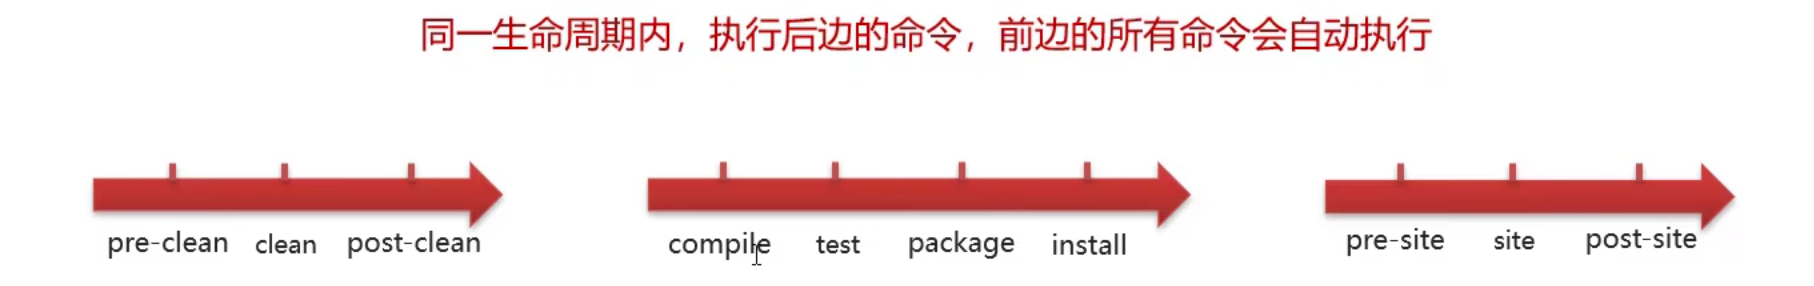 同一生命周期内，执行后边的命令，前边的所有命令会自动执行
pre-clean clean post-clean
compile test package install
pre-site site post-site